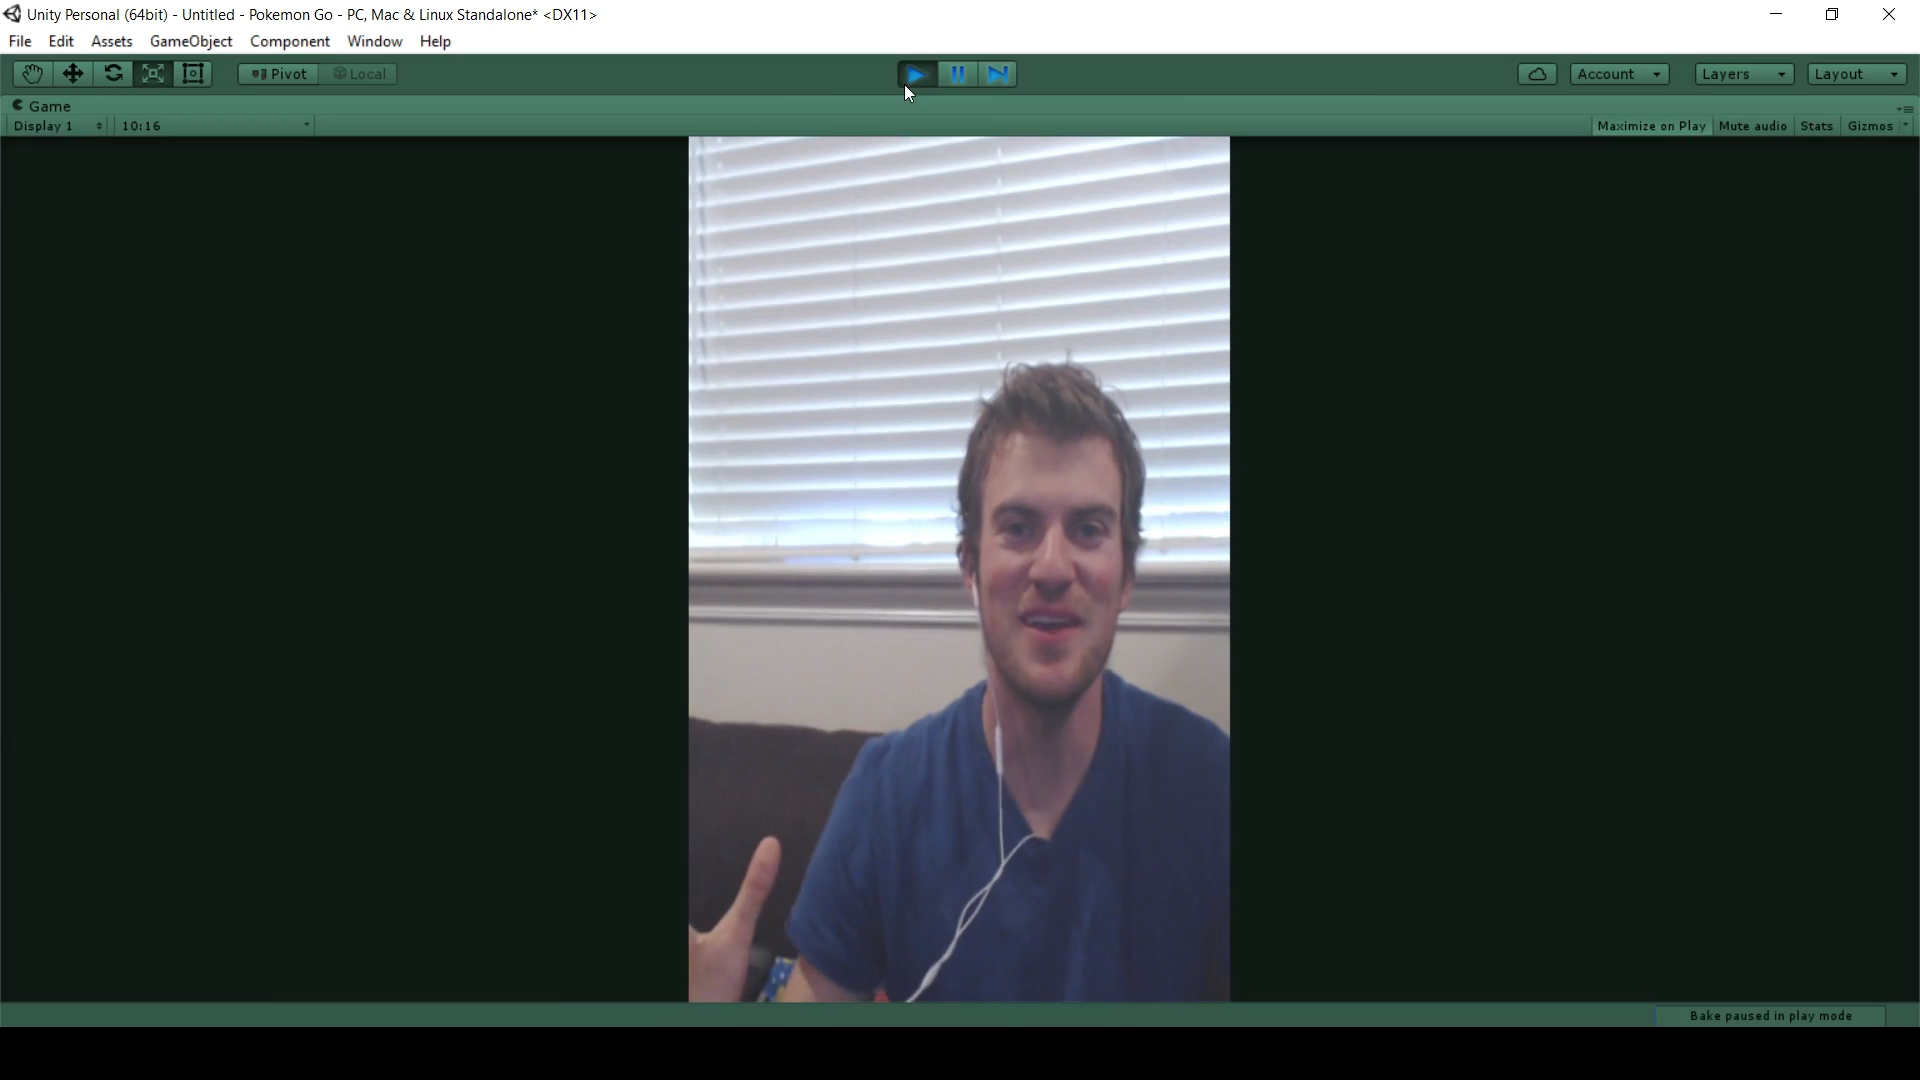 Unity Personal (64bit) - Untitled - Pokemon Go - PC, Mac & Linux Standalone* <DX11>
File Edit Assets GameObject Component Window Help
Pivot Local Account Layers Layout
Game
Display 1 10:16 Maximize on Play Mute audio Stats Gizmos
Bake paused in play mode